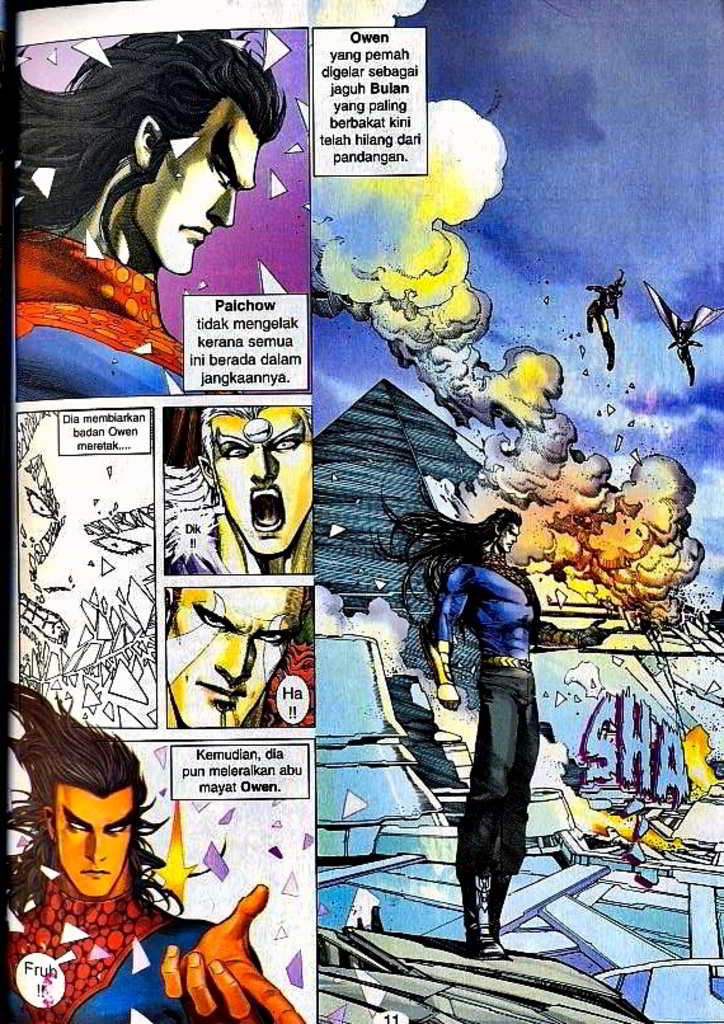 Owen
yang pernah
digelar sebagai
jaguh Bulan
yang paling
berbakat kini
telah hilang dari
pandangan.
Paichow
tidak mengelak
kerana semua
ini berada dalam
jangkaannya.
Dia membiarkan
badan Owen
meretak....
Dik
!!
Ha
!!
Kemudian, dia
pun meleraikan abu
mayat Owen.
Fruh
!!
SHA
11